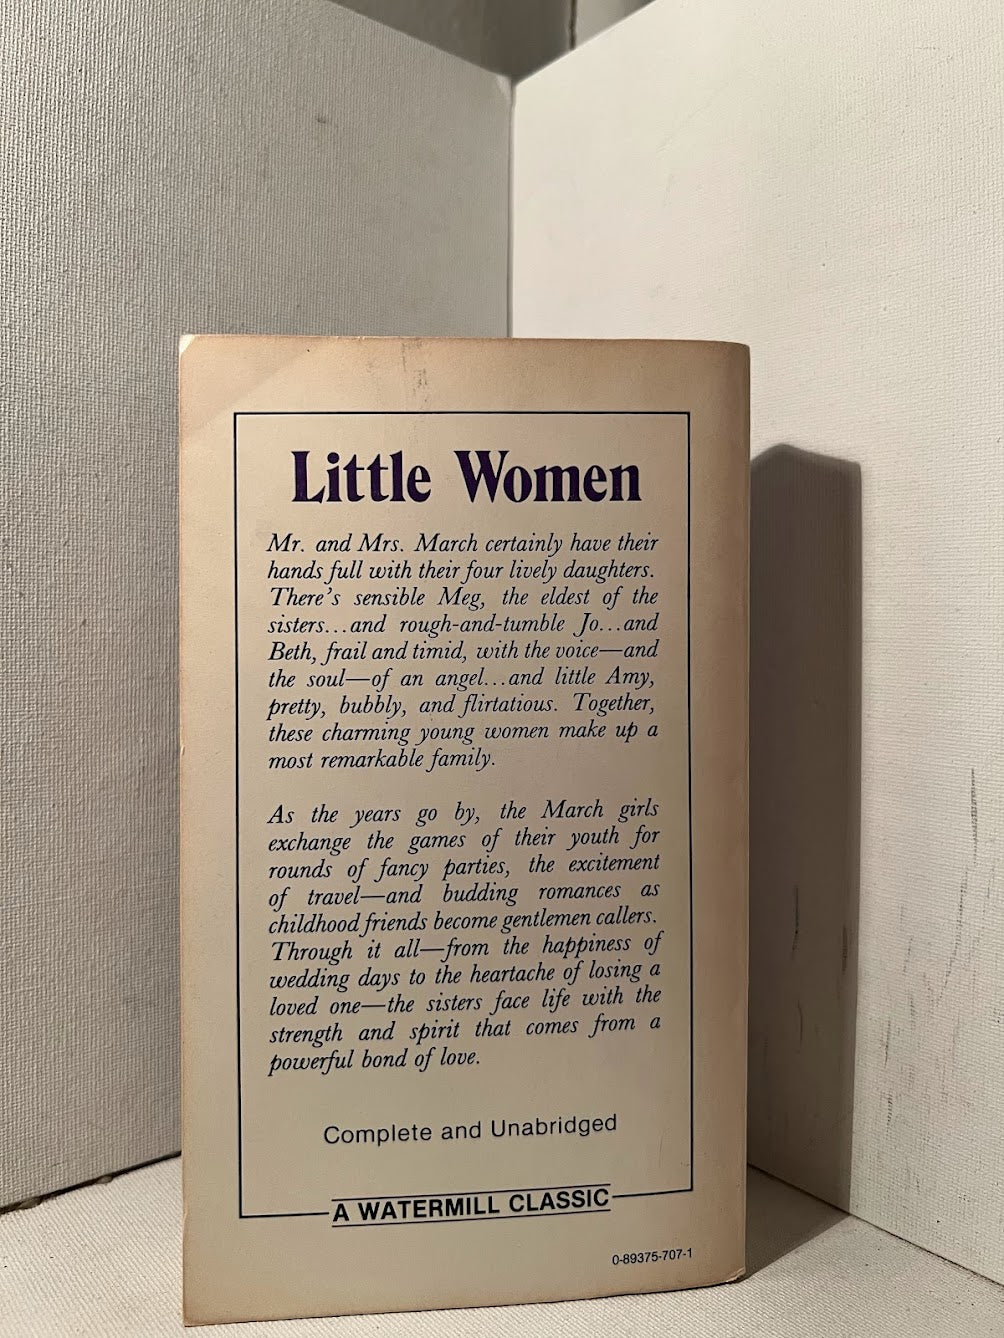 Little Women
Mr. and Mrs. March certainly have their
hands full with their four lively daughters.
There's sensible Meg, the eldest of the
sisters...and rough-and-tumble Jo...and
Beth, frail and timid, with the voice—and
the soul—of an angel...and little Amy,
pretty, bubbly, and flirtatious. Together,
these charming young women make up a
most remarkable family.
As the years go by, the March girls
exchange the games of their youth for
rounds of fancy parties, the excitement
of travel—and budding romances as
childhood friends become gentlemen callers.
Through it all—from the happiness of
wedding days to the heartache of losing a
loved one—the sisters face life with the
strength and spirit that comes from a
powerful bond of love.
Complete and Unabridged
A WATERMILL CLASSIC
0-89375-707-1